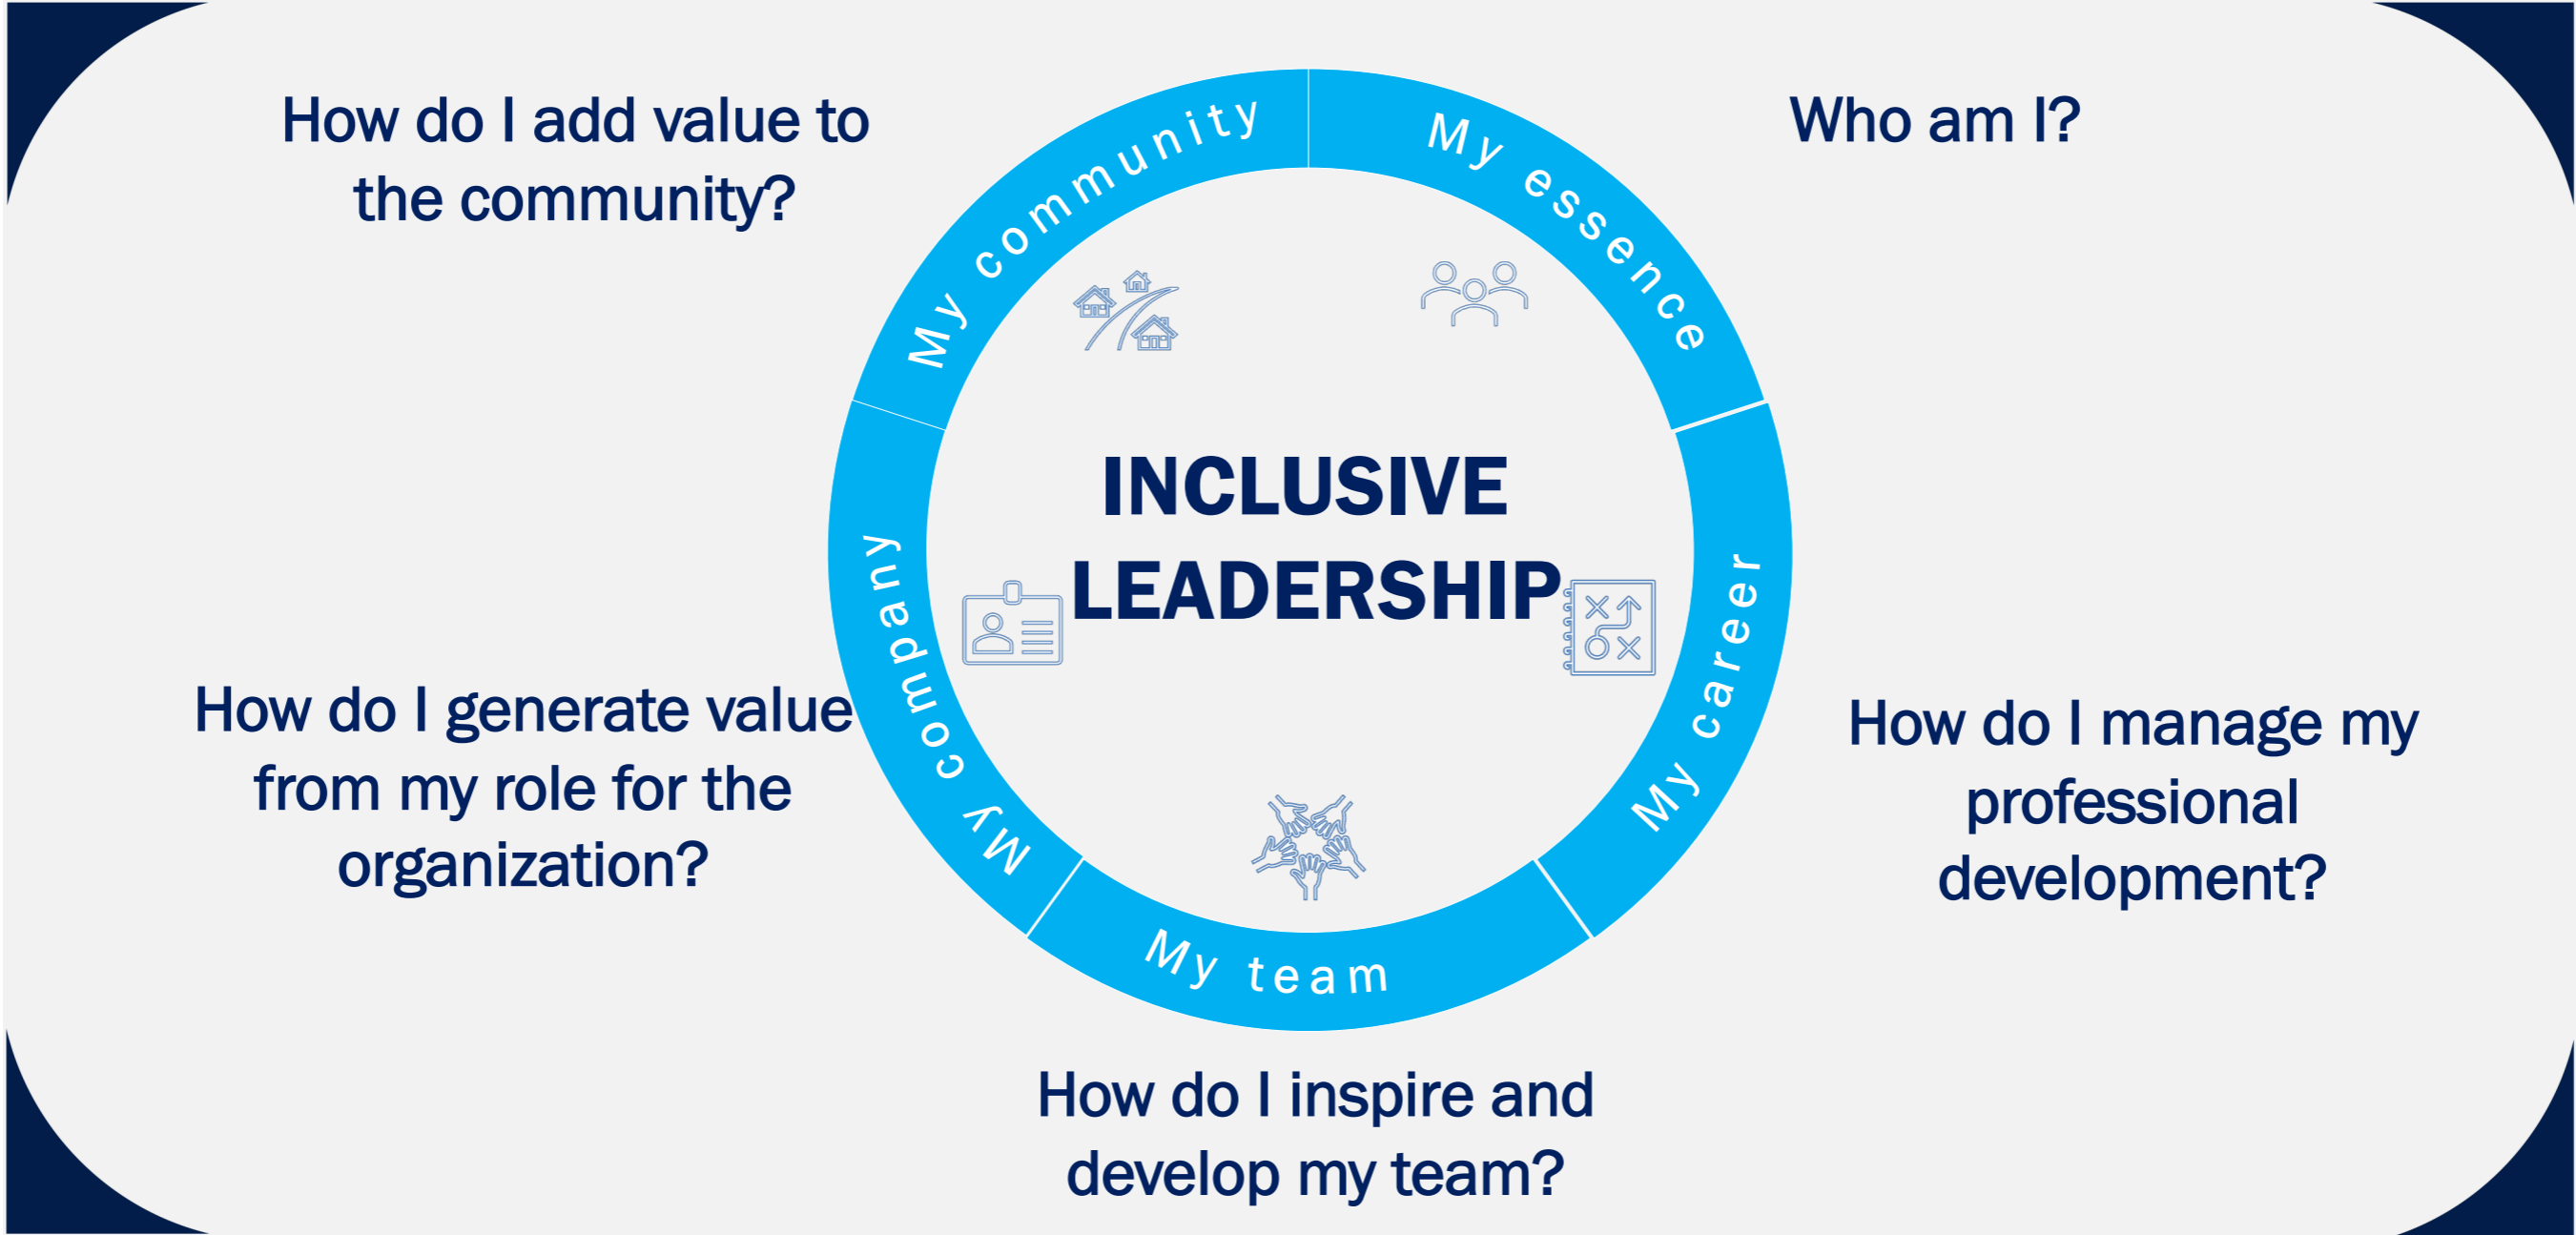 How do I add value to
the community?
Who am I?
My community
My essence
INCLUSIVE
LEADERSHIP
My company
My career
How do I generate value
from my role for the
organization?
How do I manage my
professional
development?
My team
How do I inspire and
develop my team?